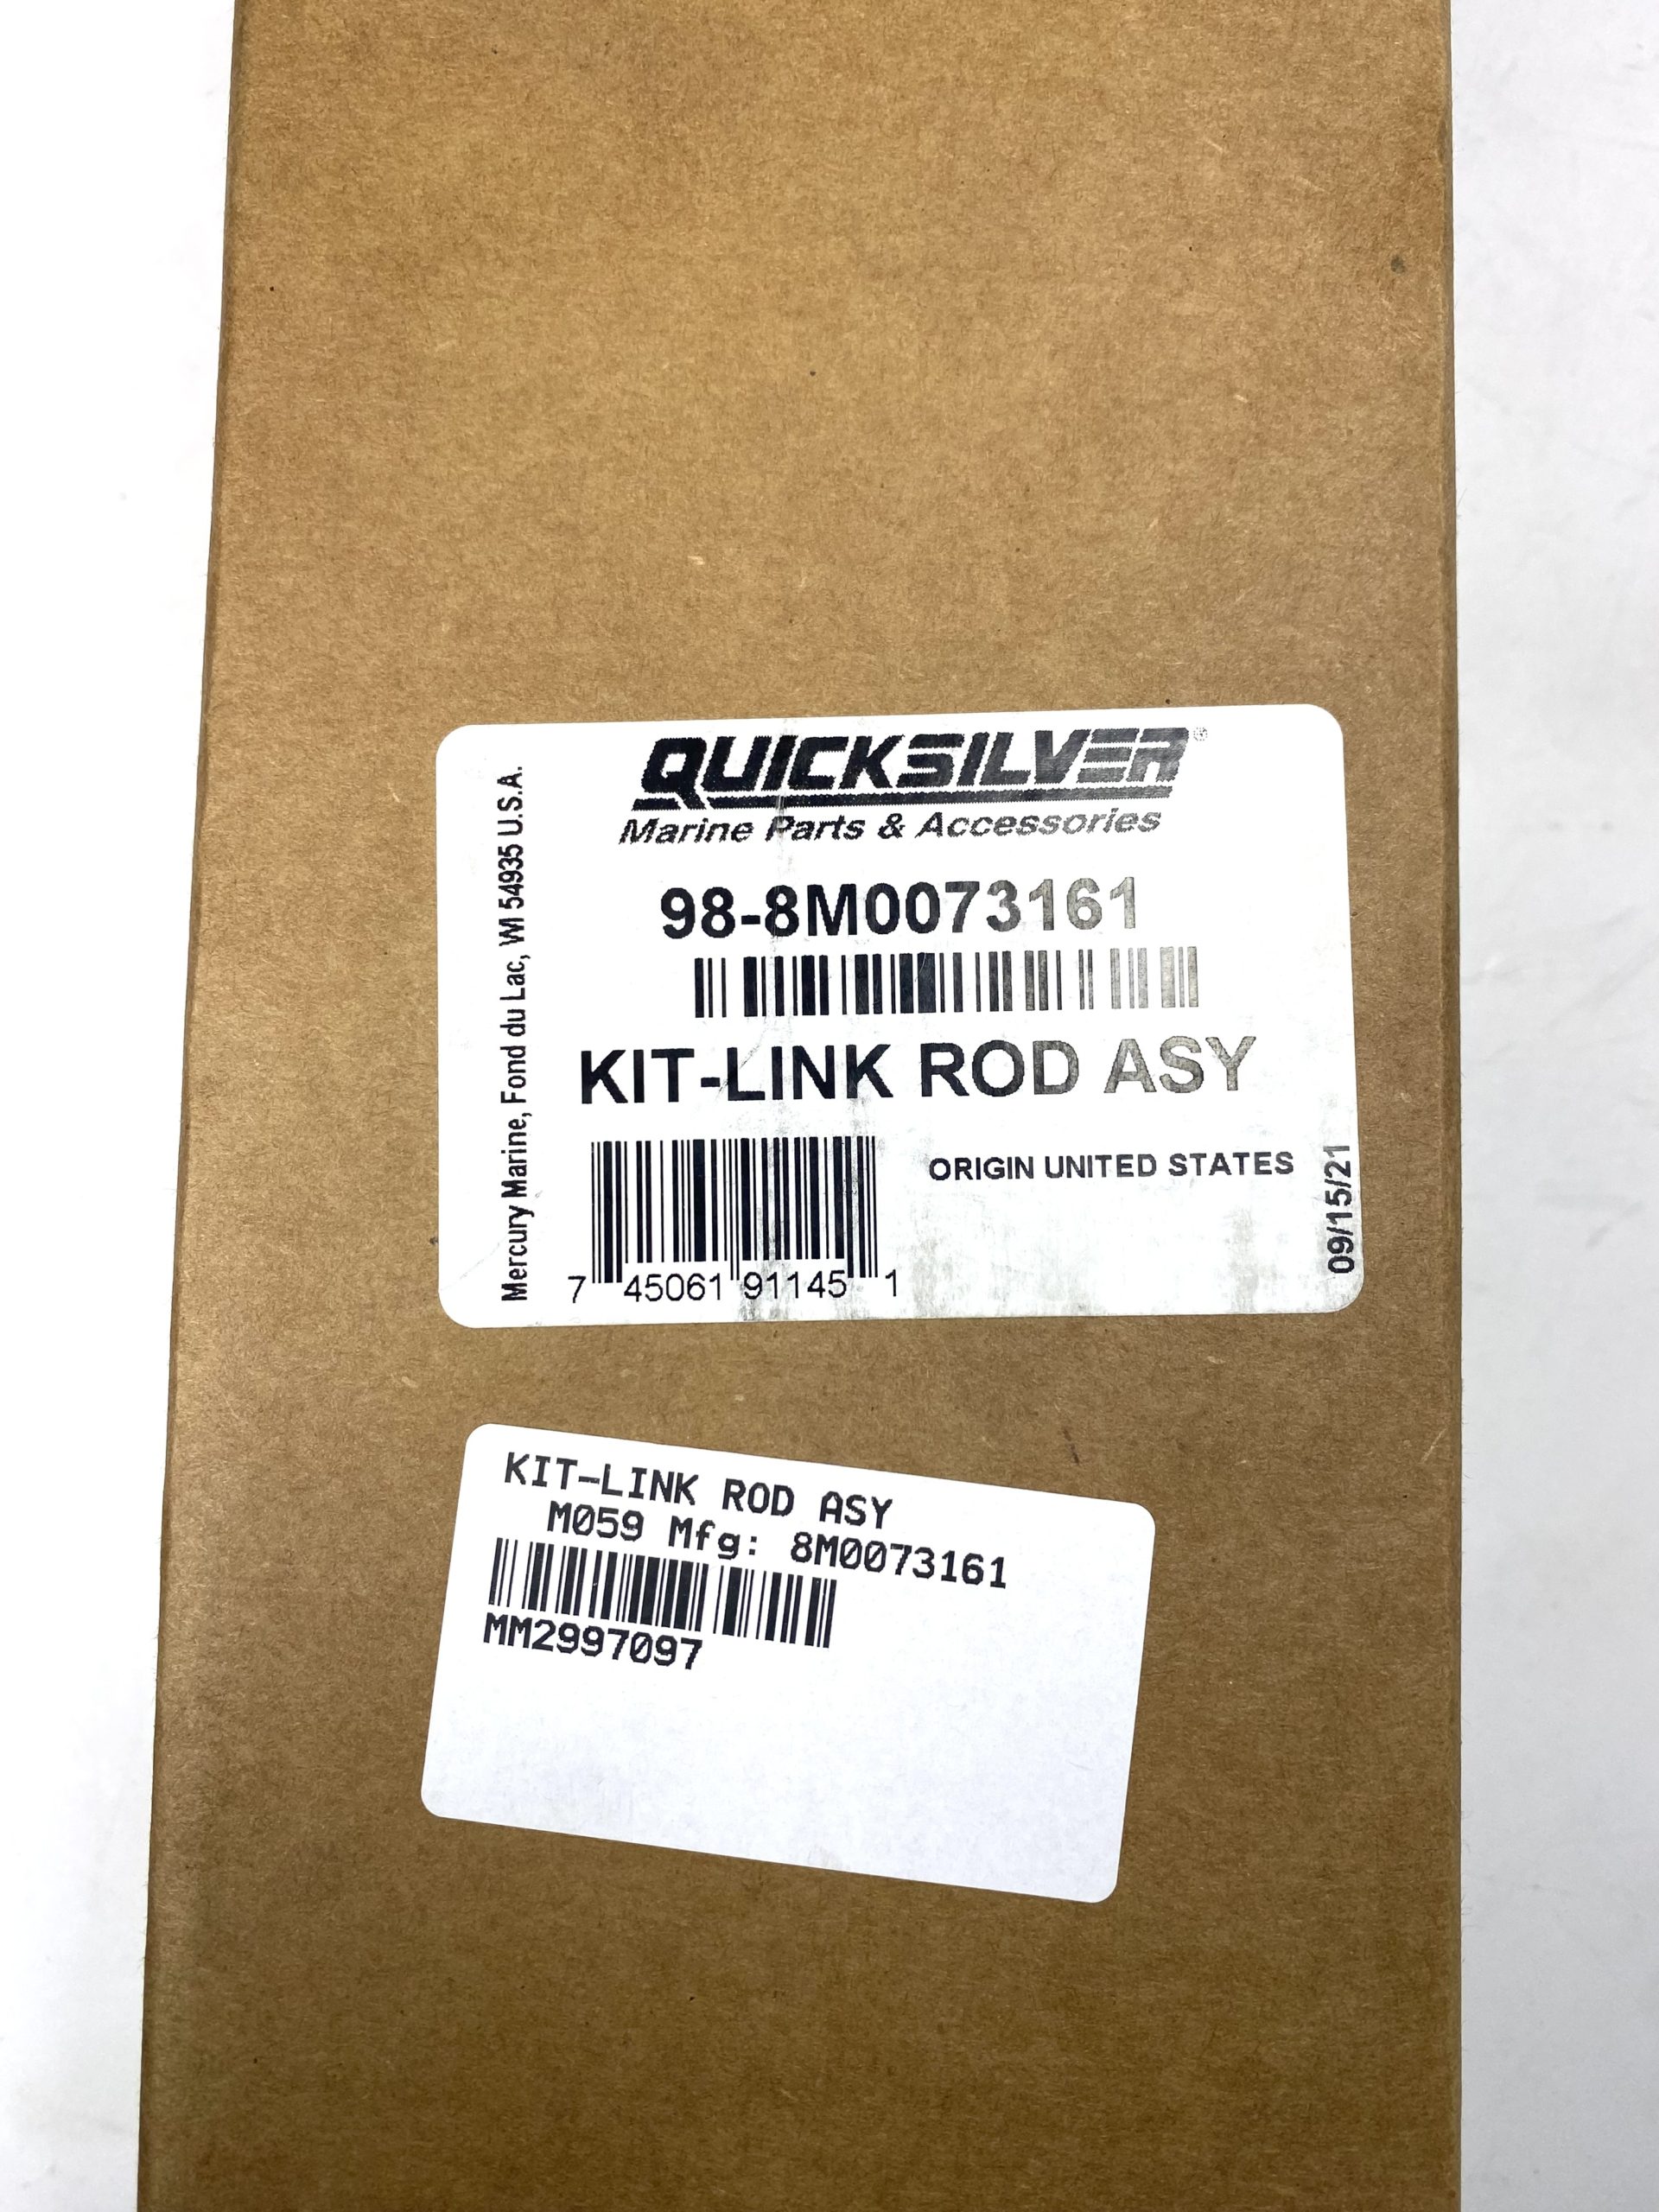 QUICKSILVER®
Marine Parts & Accessories
98-8M0073161
KIT-LINK ROD ASY
ORIGIN UNITED STATES
7 45061 91145 1
Mercury Marine, Fond du Lac, WI 54935 U.S.A.
09/15/21
KIT-LINK ROD ASY
M059 Mfg: 8M0073161
MM2997097